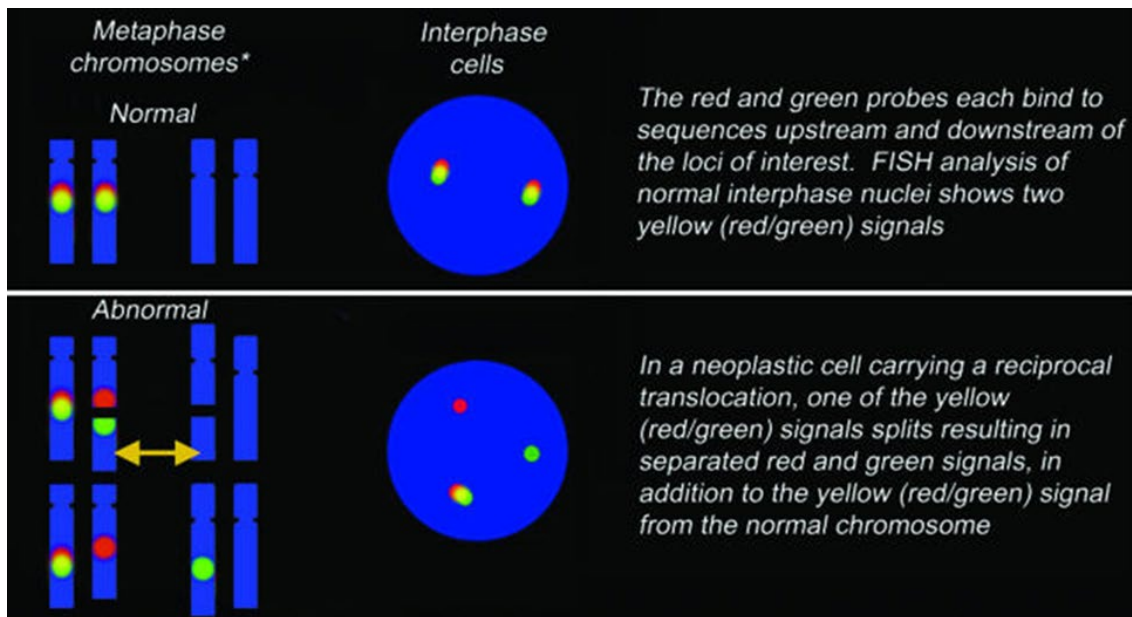 Metaphase
chromosomes*
Interphase
cells
Normal
The red and green probes each bind to
sequences upstream and downstream of
the loci of interest.  FISH analysis of
normal interphase nuclei shows two
yellow (red/green) signals
Abnormal
In a neoplastic cell carrying a reciprocal
translocation, one of the yellow
(red/green) signals splits resulting in
separated red and green signals, in
addition to the yellow (red/green) signal
from the normal chromosome